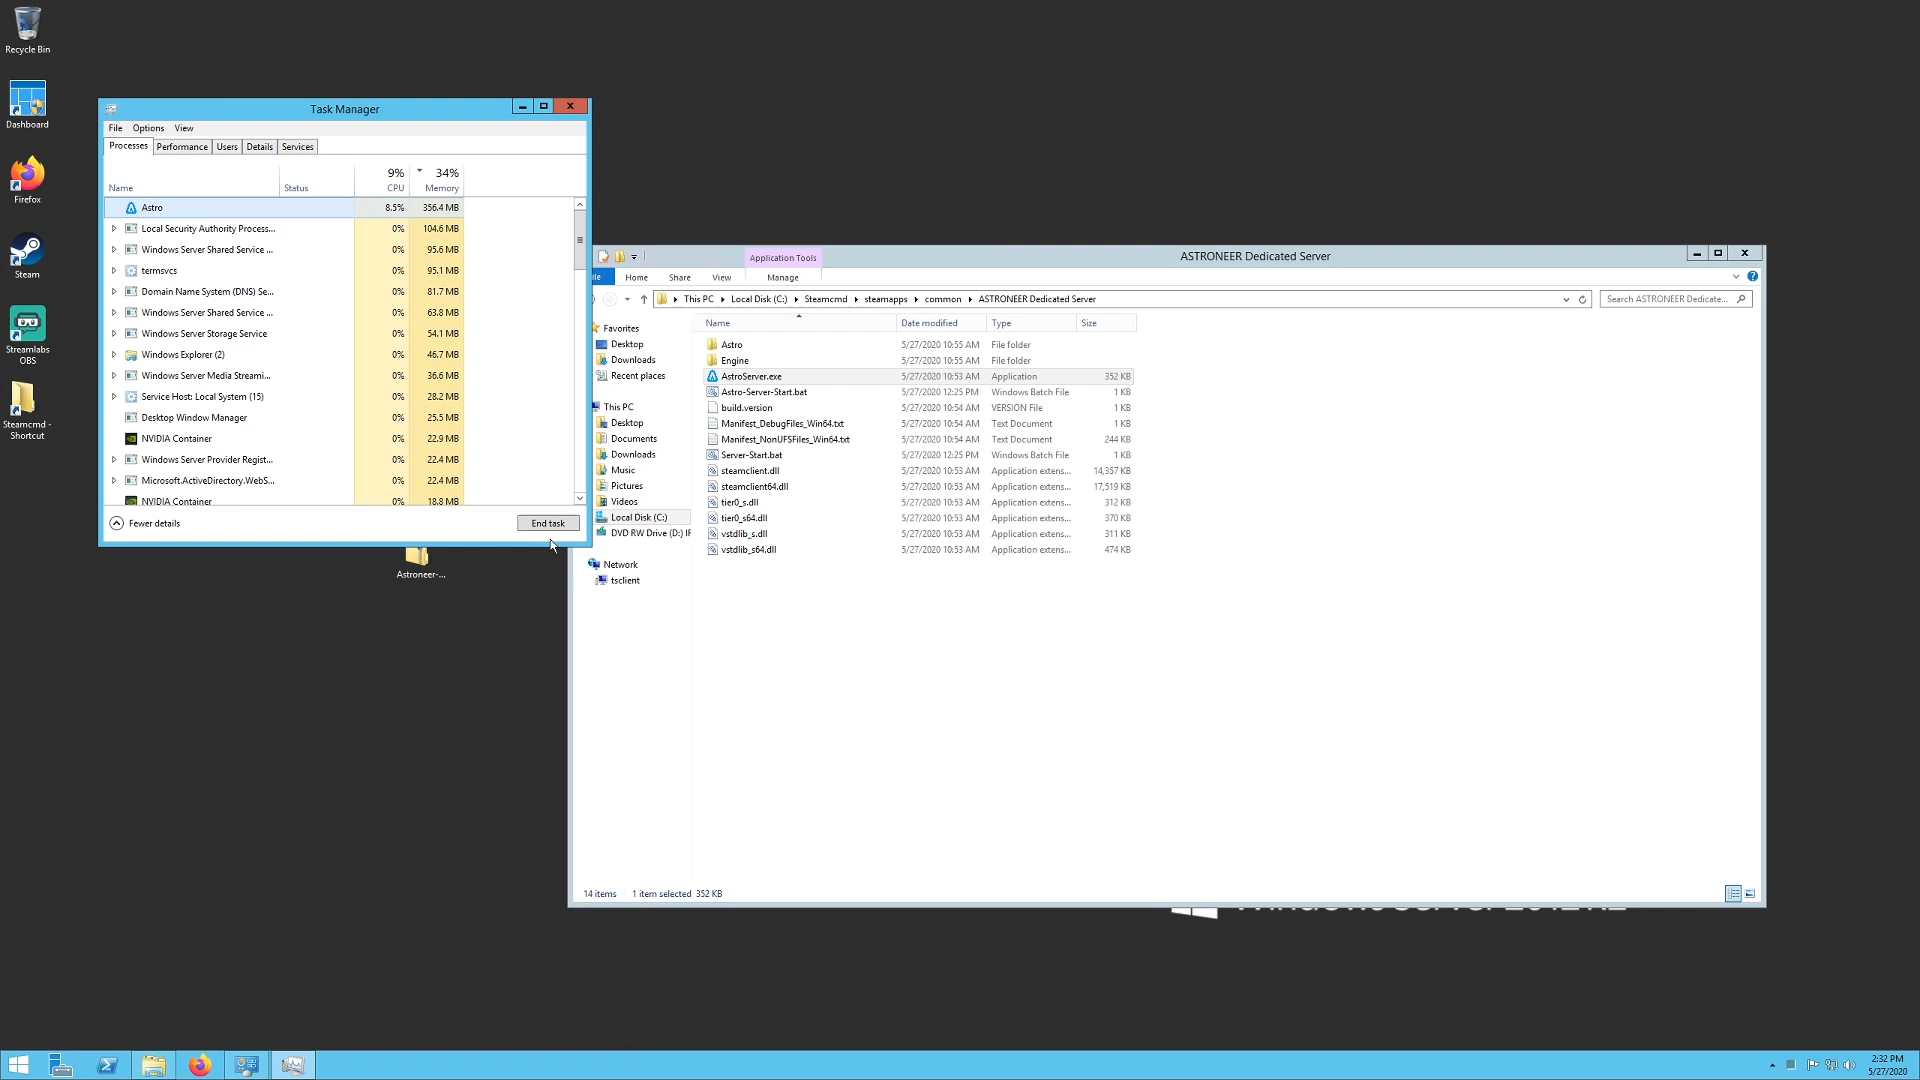 Recycle Bin
Dashboard
Firefox
Steam
Streamlabs
OBS
Steamcmd -
Shortcut
Task Manager
File Options View
Processes Performance Users Details Services
9% 34%
Name Status CPU Memory
Astro 8.5% 356.4 MB
Local Security Authority Process... 0% 104.6 MB
Windows Server Shared Service ... 0% 95.6 MB
termsvcs 0% 95.1 MB
Domain Name System (DNS) Se... 0% 81.7 MB
Windows Server Shared Service ... 0% 63.8 MB
Windows Server Storage Service 0% 54.1 MB
Windows Explorer (2) 0% 46.7 MB
Windows Server Media Streami... 0% 36.6 MB
Service Host: Local System (15) 0% 28.2 MB
Desktop Window Manager 0% 25.5 MB
NVIDIA Container 0% 22.9 MB
Windows Server Provider Regist... 0% 22.4 MB
Microsoft.ActiveDirectory.WebS... 0% 22.4 MB
NVIDIA Container 0% 18.8 MB
Fewer details End task
Astroneer-...
Application Tools ASTRONEER Dedicated Server
Home Share View Manage
This PC Local Disk (C:) Steamcmd steamapps common ASTRONEER Dedicated Server Search ASTRONEER Dedicate...
Favorites
Desktop
Downloads
Recent places
This PC
Desktop
Documents
Downloads
Music
Pictures
Videos
Local Disk (C:)
DVD RW Drive (D:) IF
Network
tsclient
Name Date modified Type Size
Astro 5/27/2020 10:55 AM File folder
Engine 5/27/2020 10:55 AM File folder
AstroServer.exe 5/27/2020 10:53 AM Application 352 KB
Astro-Server-Start.bat 5/27/2020 12:25 PM Windows Batch File 1 KB
build.version 5/27/2020 10:54 AM VERSION File 1 KB
Manifest_DebugFiles_Win64.txt 5/27/2020 10:54 AM Text Document 1 KB
Manifest_NonUFSFiles_Win64.txt 5/27/2020 10:54 AM Text Document 244 KB
Server-Start.bat 5/27/2020 12:25 PM Windows Batch File 1 KB
steamclient.dll 5/27/2020 10:53 AM Application extens... 14,357 KB
steamclient64.dll 5/27/2020 10:53 AM Application extens... 17,519 KB
tier0_s.dll 5/27/2020 10:53 AM Application extens... 312 KB
tier0_s64.dll 5/27/2020 10:53 AM Application extens... 370 KB
vstdlib_s.dll 5/27/2020 10:53 AM Application extens... 311 KB
vstdlib_s64.dll 5/27/2020 10:53 AM Application extens... 474 KB
14 items 1 item selected 352 KB
2:32 PM
5/27/2020